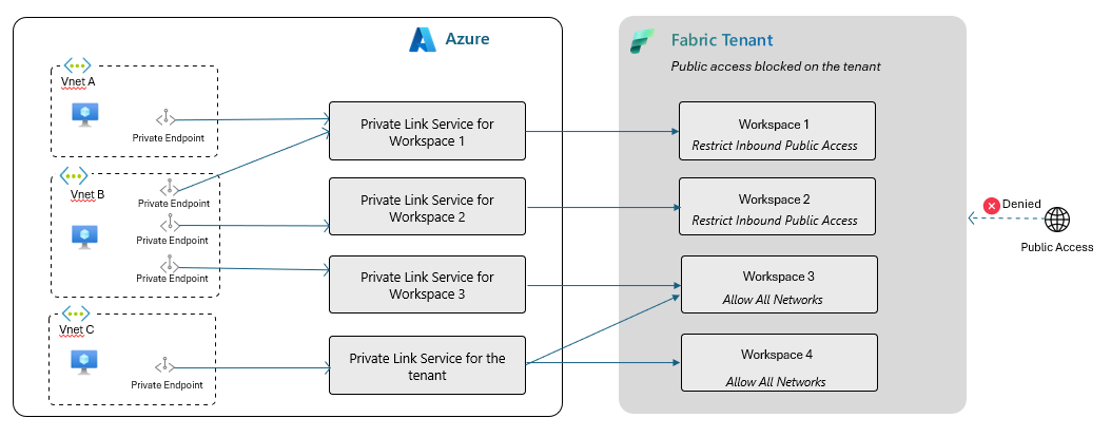 Azure
Vnet A
Private Endpoint
Vnet B
Private Endpoint
Private Endpoint
Private Endpoint
Vnet C
Private Endpoint
Private Link Service for
Workspace 1
Private Link Service for
Workspace 2
Private Link Service for
Workspace 3
Private Link Service for the
tenant
Fabric Tenant
Public access blocked on the tenant
Workspace 1
Restrict Inbound Public Access
Workspace 2
Restrict Inbound Public Access
Workspace 3
Allow All Networks
Workspace 4
Allow All Networks
Denied
Public Access